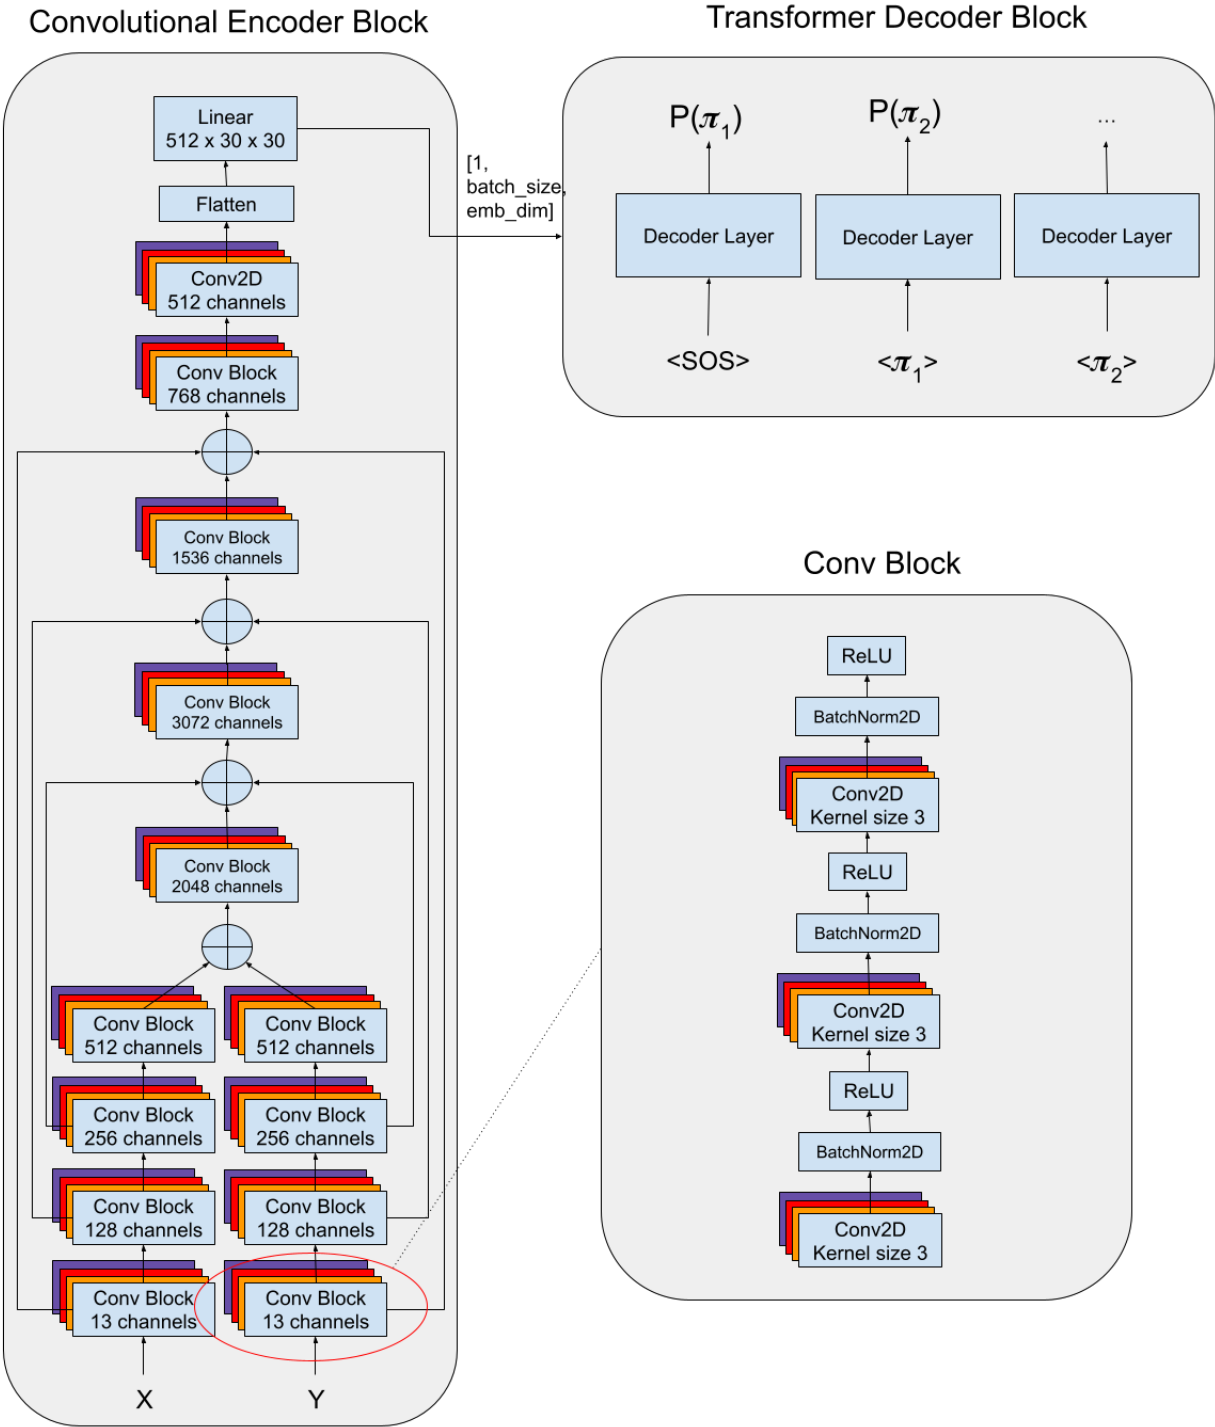 Convolutional Encoder Block
Linear
512 x 30 x 30
Flatten
Conv2D
512 channels
Conv Block
768 channels
Conv Block
1536 channels
Conv Block
3072 channels
Conv Block
2048 channels
Conv Block
512 channels
Conv Block
512 channels
Conv Block
256 channels
Conv Block
256 channels
Conv Block
128 channels
Conv Block
128 channels
Conv Block
13 channels
Conv Block
13 channels
X
Y
[1,
batch_size,
emb_dim]
Transformer Decoder Block
P(π₁)
P(π₂)
...
Decoder Layer
Decoder Layer
Decoder Layer
<SOS>
<π₁>
<π₂>
Conv Block
ReLU
BatchNorm2D
Conv2D
Kernel size 3
ReLU
BatchNorm2D
Conv2D
Kernel size 3
ReLU
BatchNorm2D
Conv2D
Kernel size 3